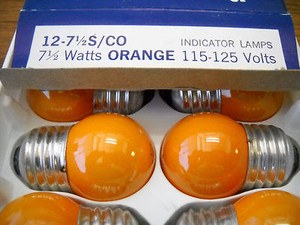 12-7½S/CO INDICATOR LAMPS
7½ Watts ORANGE 115-125 Volts